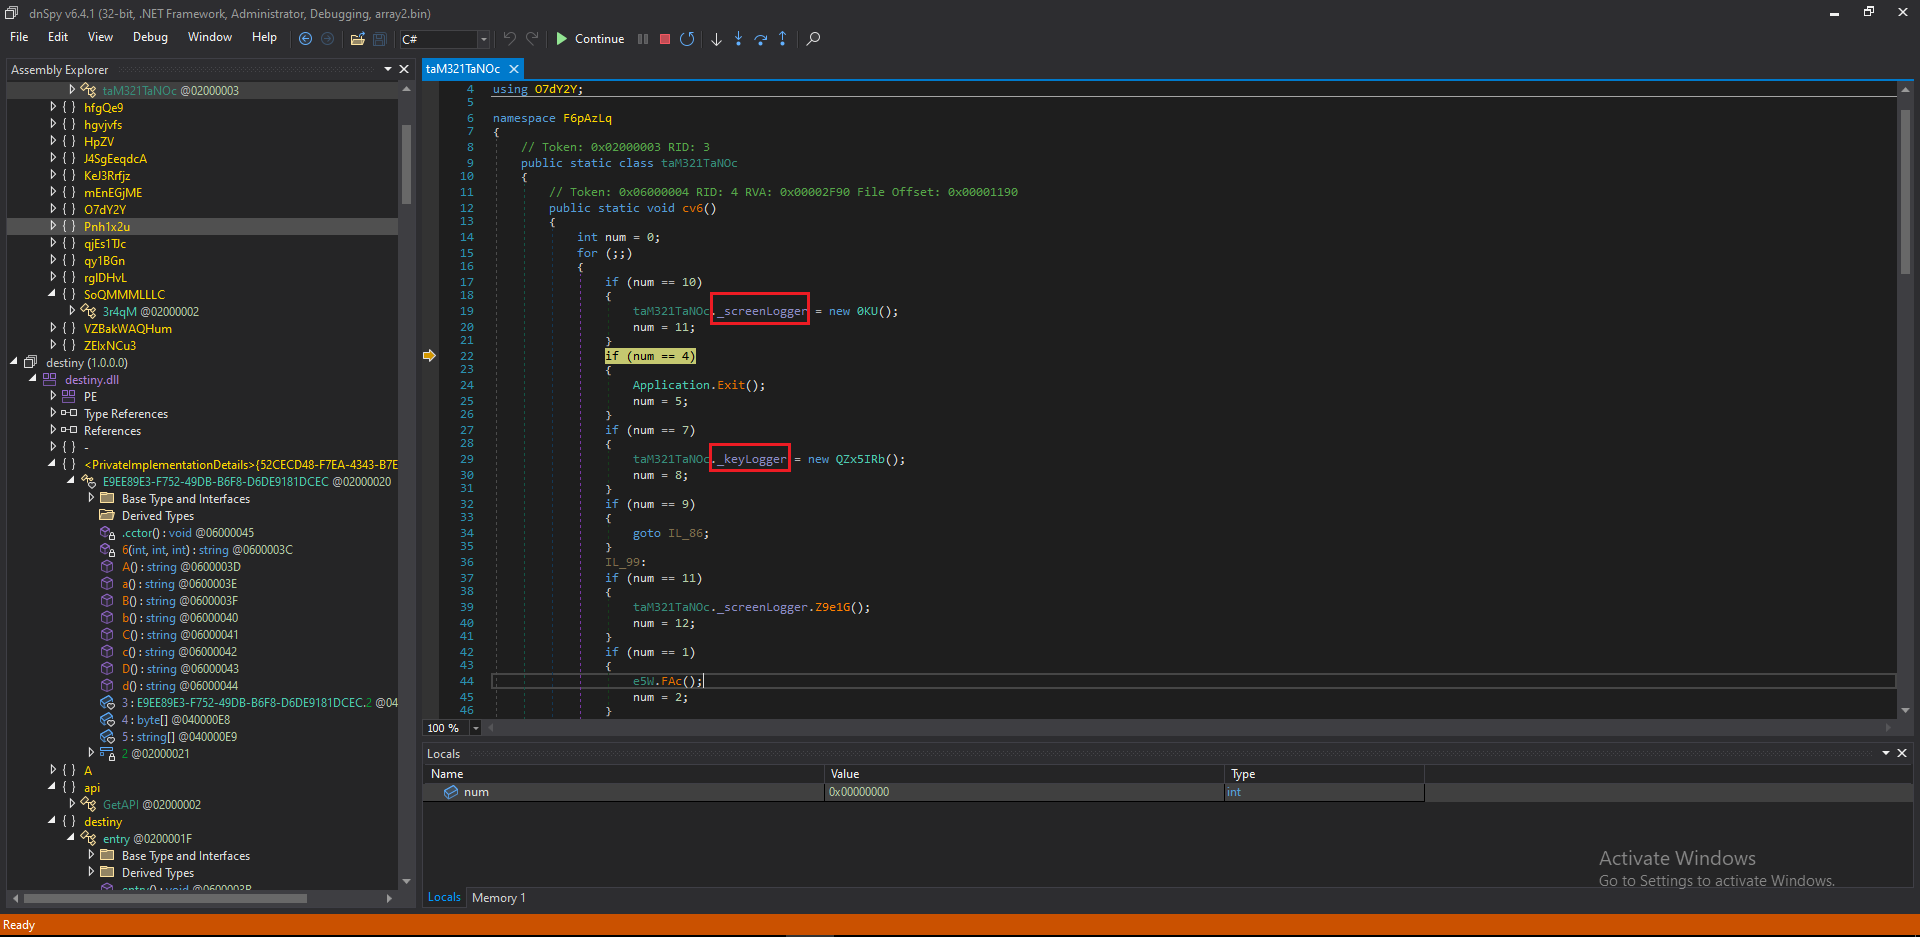 dnSpy v6.4.1 (32-bit, .NET Framework, Administrator, Debugging, array2.bin)
File Edit View Debug Window Help C# Continue
Assembly Explorer
taM321TaNOc @02000003
{ } hfgQe9
{ } hgvjvfs
{ } HpZV
{ } J4SgEeqdcA
{ } KeJ3Rrfjz
{ } mEnEGjME
{ } O7dY2Y
{ } Pnh1x2u
{ } qjEs1TJc
{ } qy1BGn
{ } rgIDHvL
{ } SoQMMMLLLC
3r4qM @02000002
{ } VZBakWAQHum
{ } ZElxNCu3
destiny (1.0.0.0)
destiny.dll
PE
Type References
References
{ } -
{ } <PrivateImplementationDetails>{52CECD48-F7EA-4343-B7E
E9EE89E3-F752-49DB-B6F8-D6DE9181DCEC @02000020
Base Type and Interfaces
Derived Types
.cctor() : void @06000045
6(int, int, int) : string @0600003C
A() : string @0600003D
a() : string @0600003E
B() : string @0600003F
b() : string @06000040
C() : string @06000041
c() : string @06000042
D() : string @06000043
d() : string @06000044
3 : E9EE89E3-F752-49DB-B6F8-D6DE9181DCEC.2 @04
4 : byte[] @040000E8
5 : string[] @040000E9
2 @02000021
{ } A
{ } api
GetAPI @02000002
{ } destiny
entry @0200001F
Base Type and Interfaces
Derived Types
entry() : void @0600003B
taM321TaNOc
4 using O7dY2Y;
5
6 namespace F6pAzLq
7 {
8 // Token: 0x02000003 RID: 3
9 public static class taM321TaNOc
10 {
11 // Token: 0x06000004 RID: 4 RVA: 0x00002F90 File Offset: 0x00001190
12 public static void cv6()
13 {
14 int num = 0;
15 for (;;)
16 {
17 if (num == 10)
18 {
19 taM321TaNOc._screenLogger = new 0KU();
20 num = 11;
21 }
22 if (num == 4)
23 {
24 Application.Exit();
25 num = 5;
26 }
27 if (num == 7)
28 {
29 taM321TaNOc._keyLogger = new QZx5IRb();
30 num = 8;
31 }
32 if (num == 9)
33 {
34 goto IL_86;
35 }
36 IL_99:
37 if (num == 11)
38 {
39 taM321TaNOc._screenLogger.Z9e1G();
40 num = 12;
41 }
42 if (num == 1)
43 {
44 e5W.FAc();
45 num = 2;
46 }
100 %
Locals
Name Value Type
num 0x00000000 int
Activate Windows
Go to Settings to activate Windows.
Locals Memory 1
Ready